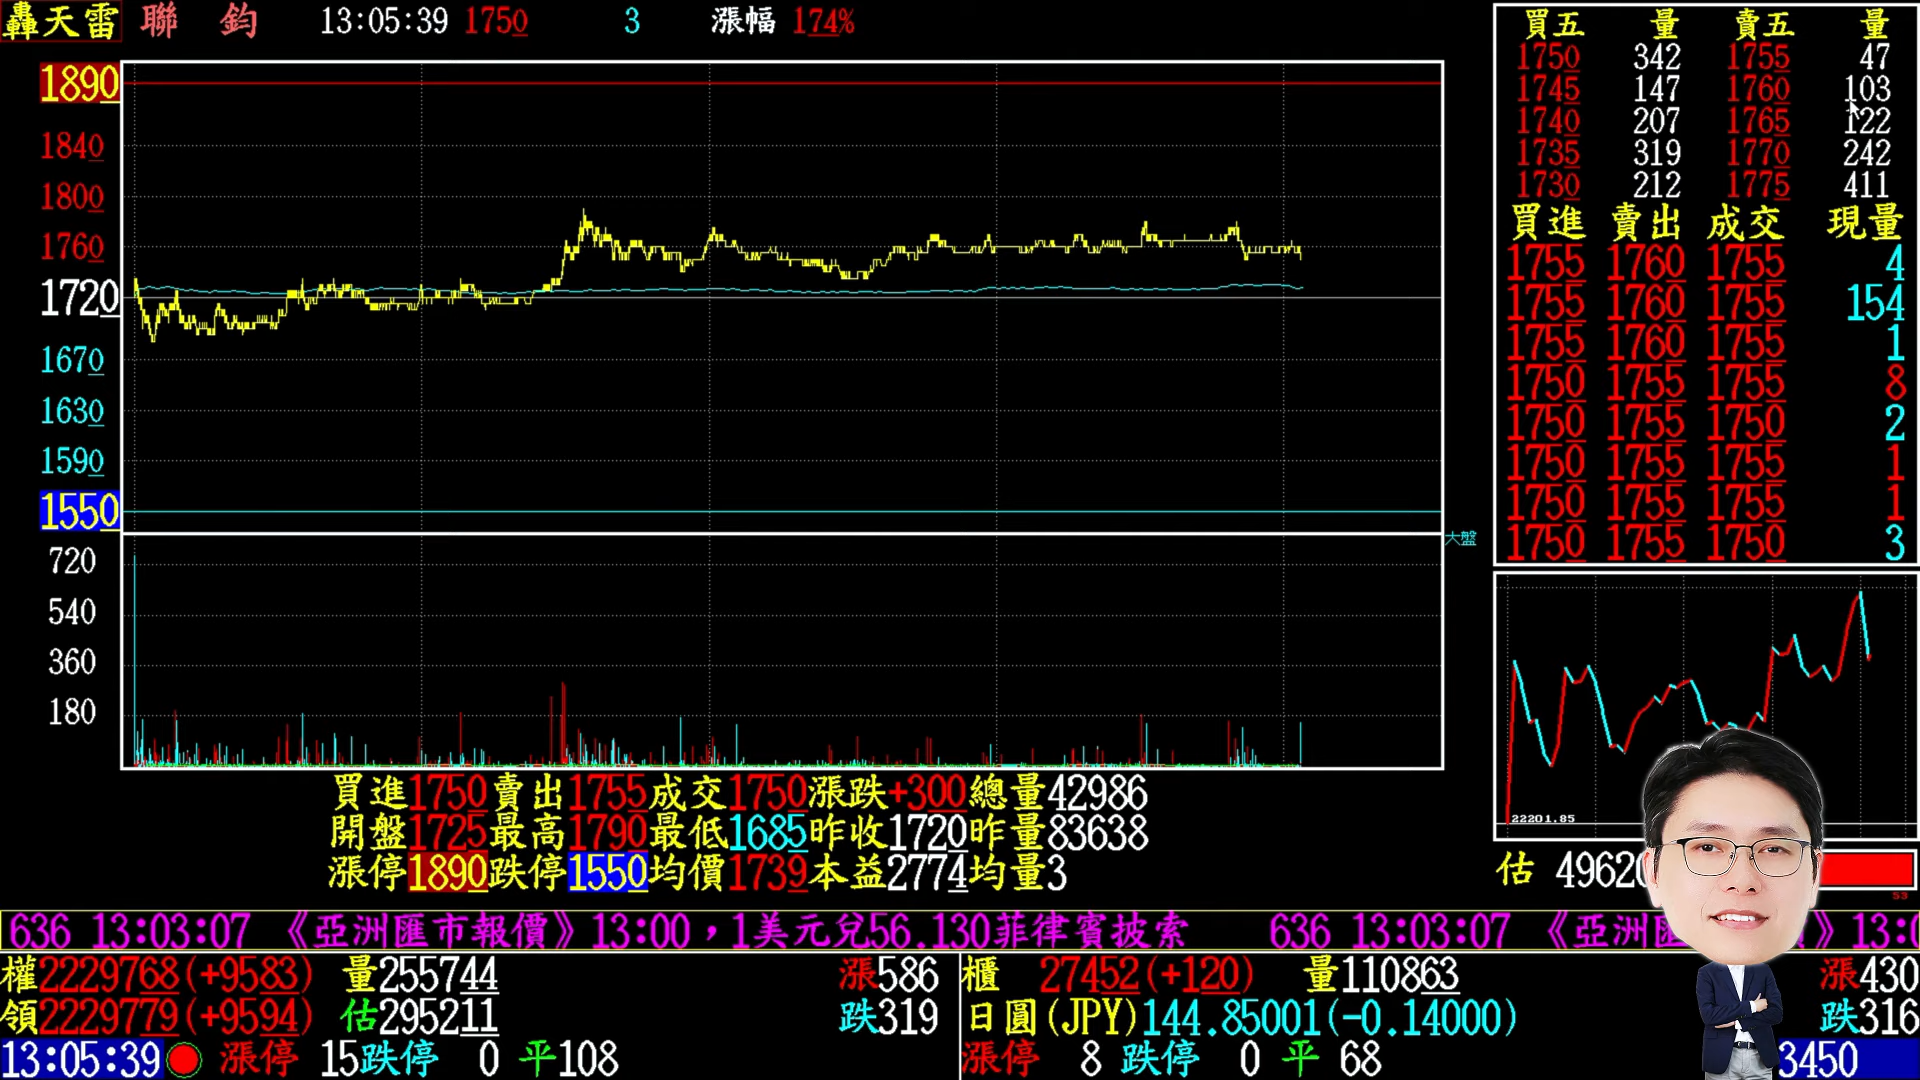 轟天雷 聯 鈞 13:05:39 1750 3 漲幅 174%
1890
1840
1800
1760
1720
1670
1630
1590
1550
720
540
360
180
大盤
買五 量 賣五 量
1750 342 1755 47
1745 147 1760 103
1740 207 1765 122
1735 319 1770 242
1730 212 1775 411
買進 賣出 成交 現量
1755 1760 1755 4
1755 1760 1755 154
1755 1760 1755 1
1750 1755 1755 8
1750 1755 1750 2
1750 1755 1755 1
1750 1755 1755 1
1750 1755 1750 3
22201.85
估 49620
53
買進1750賣出1755成交1750漲跌+300總量42986
開盤1725最高1790最低1685昨收1720昨量83638
漲停1890跌停1550均價1739本益2774均量3
636 13:03:07 《亞洲匯市報價》13:00，1美元兌56.130菲律賓披索 636 13:03:07 《亞洲匯 》13:0
權2229768(+9583) 量255744 漲586
領2229779(+9594) 估295211 跌319
13:05:39 漲停 15跌停 0 平108
櫃 27452(+120) 量110863 漲430
日圓(JPY)144.85001(-0.14000) 跌316
漲停 8 跌停 0 平 68 3450